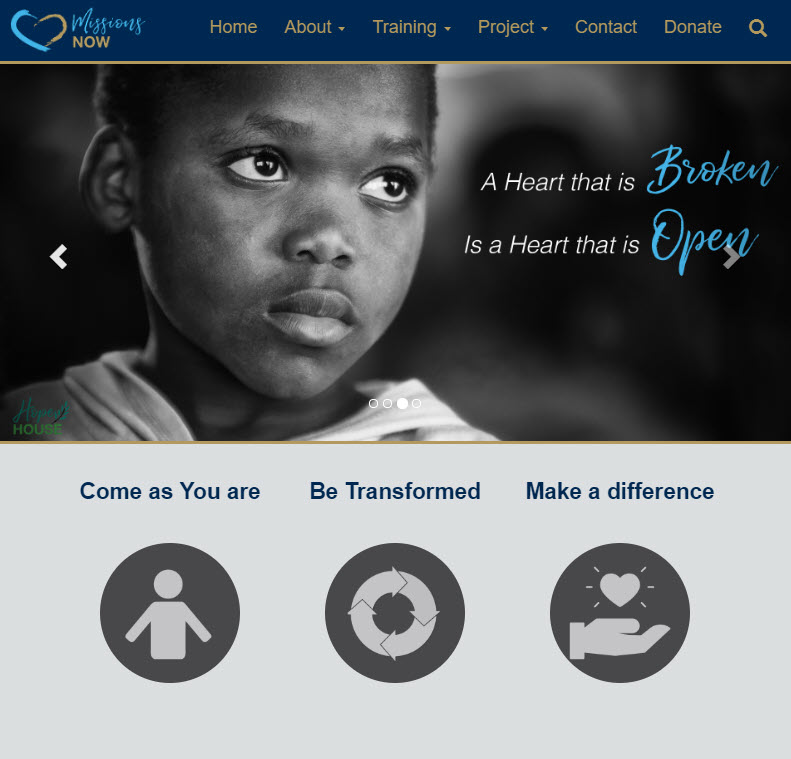 Missions
NOW
Home About Training Project Contact Donate
A Heart that is Broken
Is a Heart that is Open
HOUSE
Come as You are Be Transformed Make a difference